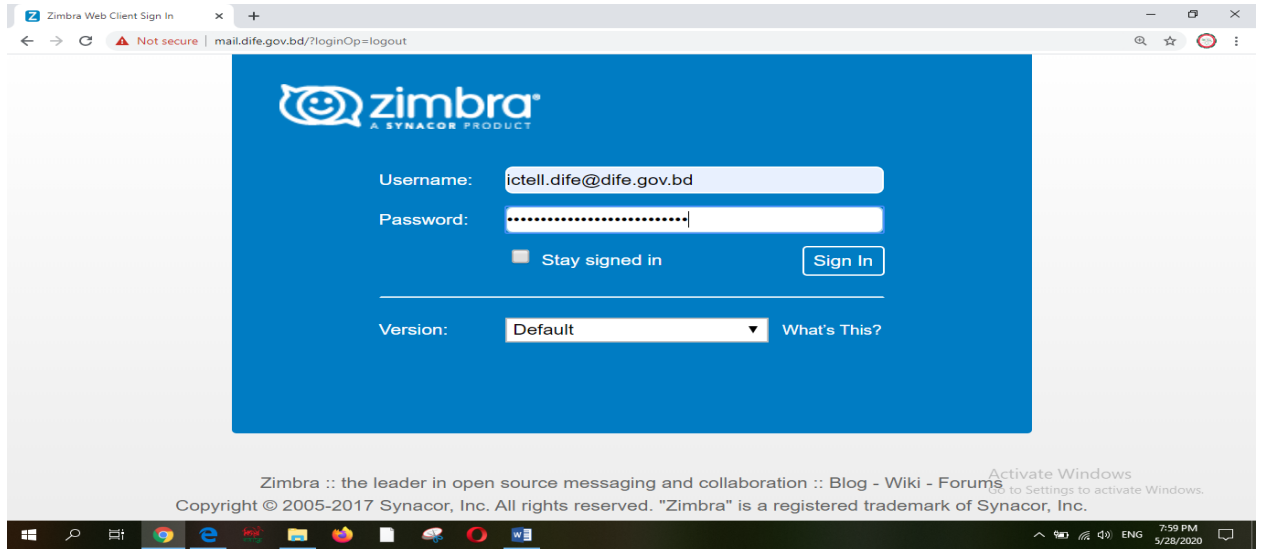 Zimbra Web Client Sign In
Not secure | mail.dife.gov.bd/?loginOp=logout
zimbra
A SYNACOR PRODUCT
Username: ictell.dife@dife.gov.bd
Password: ••••••••••••••••••••••••••••
Stay signed in Sign In
Version: Default What's This?
Activate Windows
Go to Settings to activate Windows.
Zimbra :: the leader in open source messaging and collaboration :: Blog - Wiki - Forums
Copyright © 2005-2017 Synacor, Inc. All rights reserved. "Zimbra" is a registered trademark of Synacor, Inc.
ENG 7:59 PM
5/28/2020